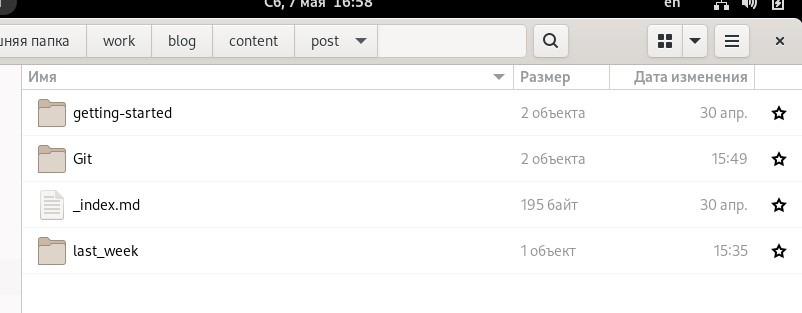 Сб, 7 мая 16:58 en
шняя папка work blog content post
Имя Размер Дата изменения
getting-started 2 объекта 30 апр.
Git 2 объекта 15:49
_index.md 195 байт 30 апр.
last_week 1 объект 15:35